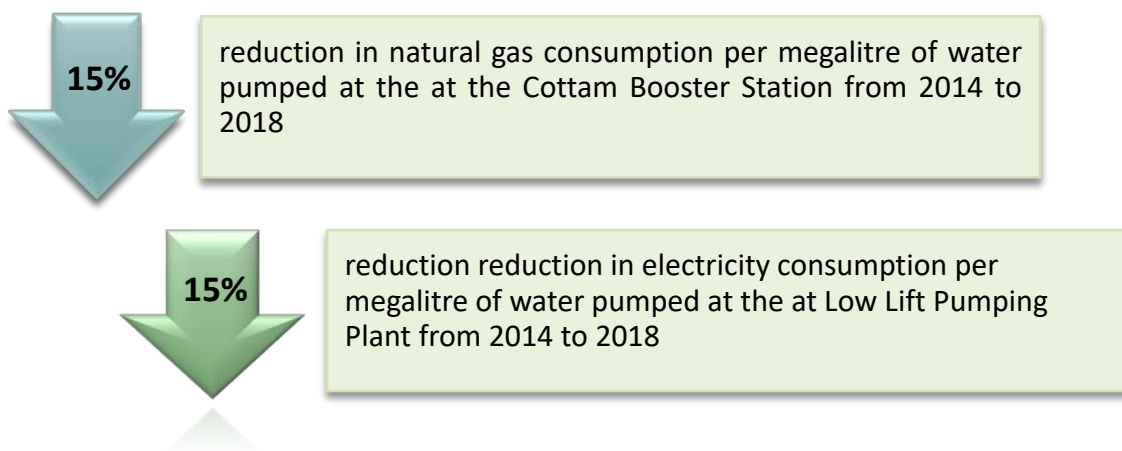 15%
reduction in natural gas consumption per megalitre of water
pumped at the at the Cottam Booster Station from 2014 to
2018
15%
reduction reduction in electricity consumption per
megalitre of water pumped at the at Low Lift Pumping
Plant from 2014 to 2018